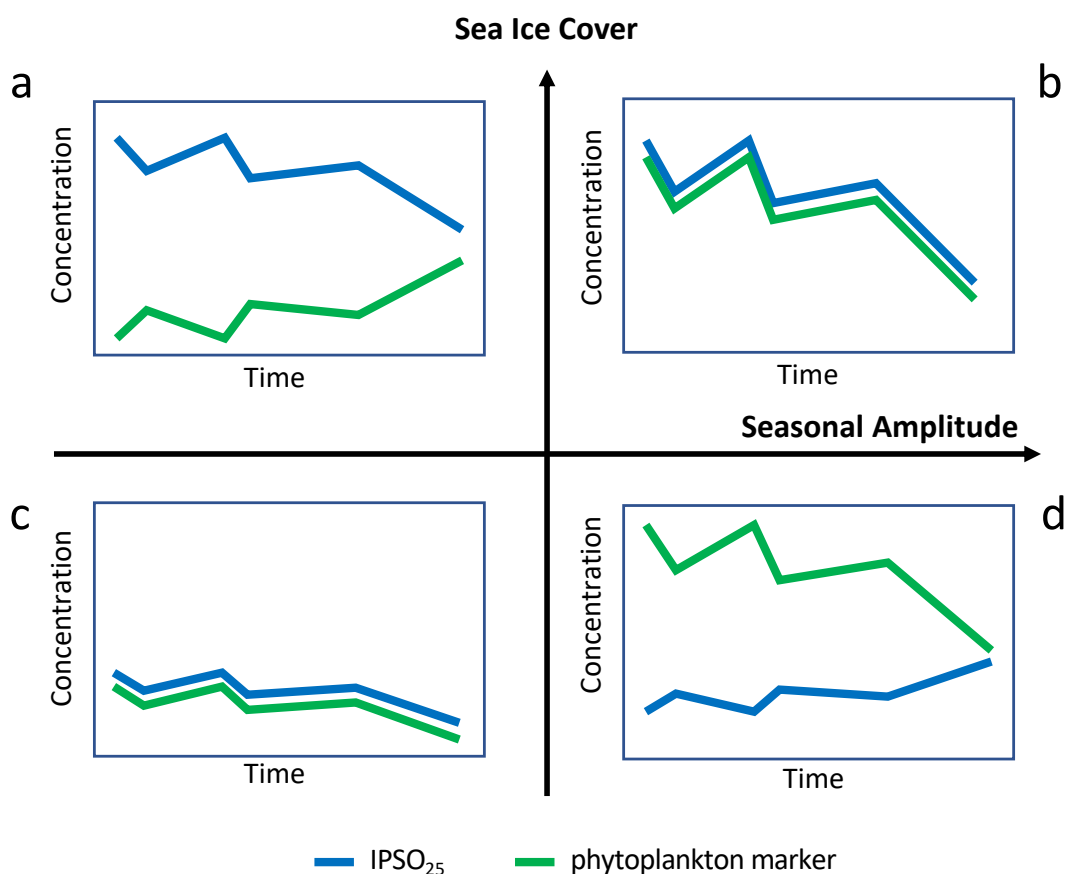 Sea Ice Cover
a
b
Concentration
Concentration
Time
Time
Seasonal Amplitude
c
d
Concentration
Concentration
Time
Time
IPSO₂₅
phytoplankton marker